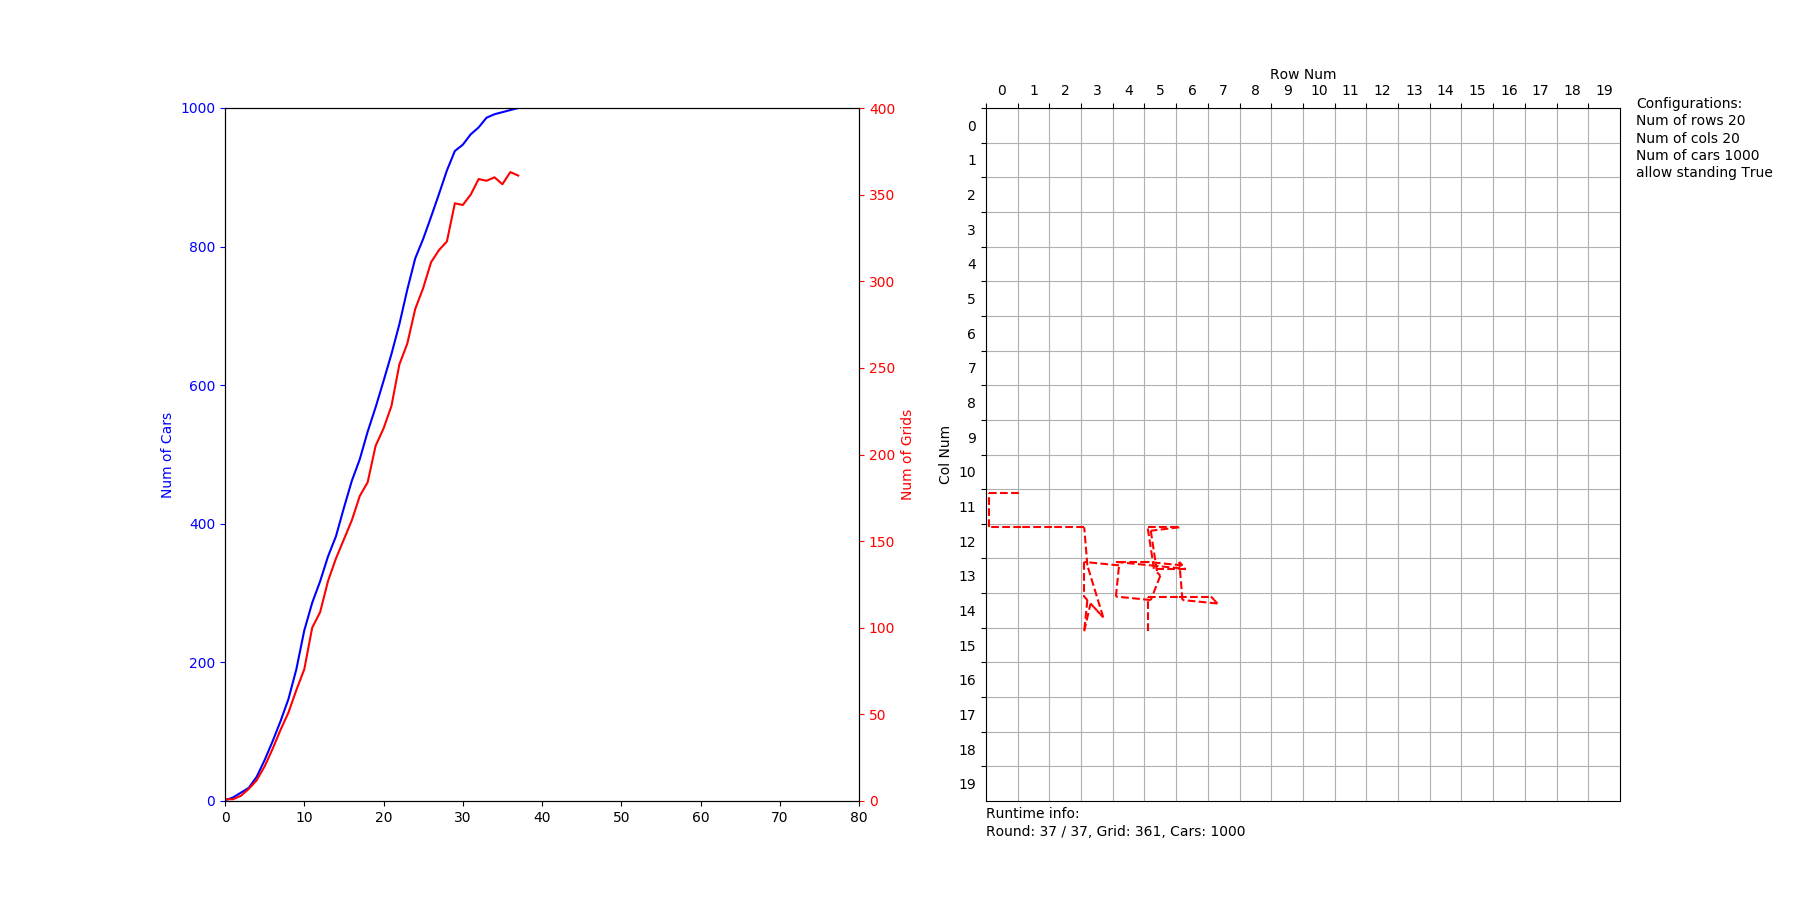 Num of Cars
1000
800
600
400
200
0
0 10 20 30 40 50 60 70 80
400
350
300
250
200
150
100
50
0
Num of Grids
Row Num
0 1 2 3 4 5 6 7 8 9 10 11 12 13 14 15 16 17 18 19
Col Num
0
1
2
3
4
5
6
7
8
9
10
11
12
13
14
15
16
17
18
19
Configurations:
Num of rows 20
Num of cols 20
Num of cars 1000
allow standing True
Runtime info:
Round: 37 / 37, Grid: 361, Cars: 1000